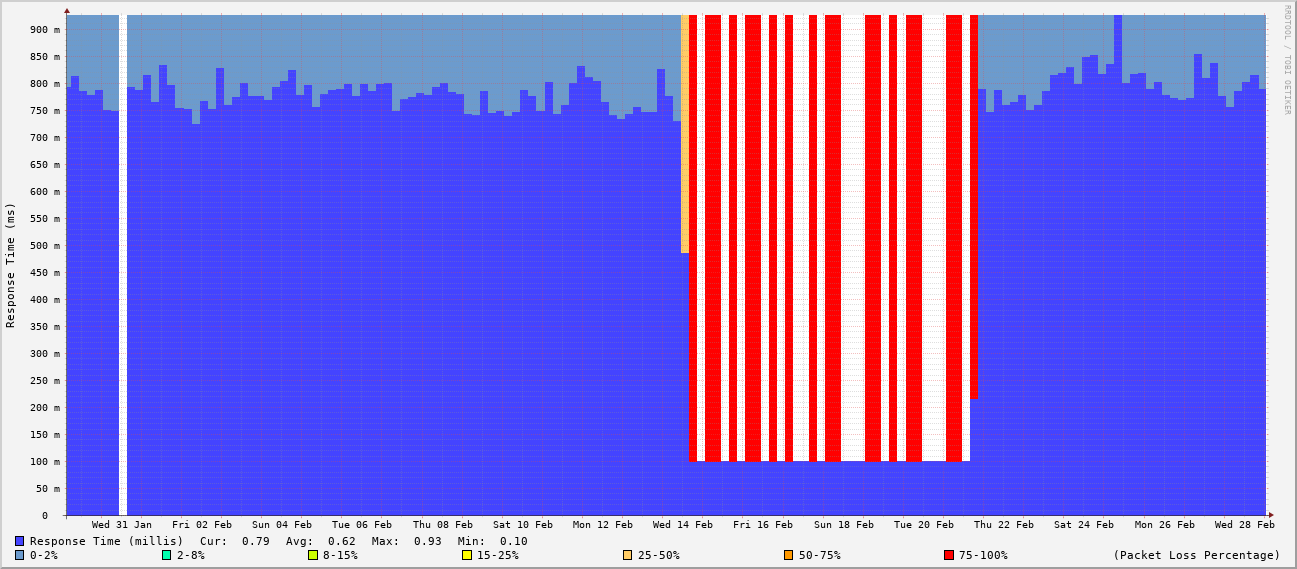 RRDTOOL / TOBI OETIKER
Response Time (ms)
900 m
850 m
800 m
750 m
700 m
650 m
600 m
550 m
500 m
450 m
400 m
350 m
300 m
250 m
200 m
150 m
100 m
50 m
0
Wed 31 Jan Fri 02 Feb Sun 04 Feb Tue 06 Feb Thu 08 Feb Sat 10 Feb Mon 12 Feb Wed 14 Feb Fri 16 Feb Sun 18 Feb Tue 20 Feb Thu 22 Feb Sat 24 Feb Mon 26 Feb Wed 28 Feb
Response Time (millis) Cur: 0.79 Avg: 0.62 Max: 0.93 Min: 0.10
0-2% 2-8% 8-15% 15-25% 25-50% 50-75% 75-100% (Packet Loss Percentage)